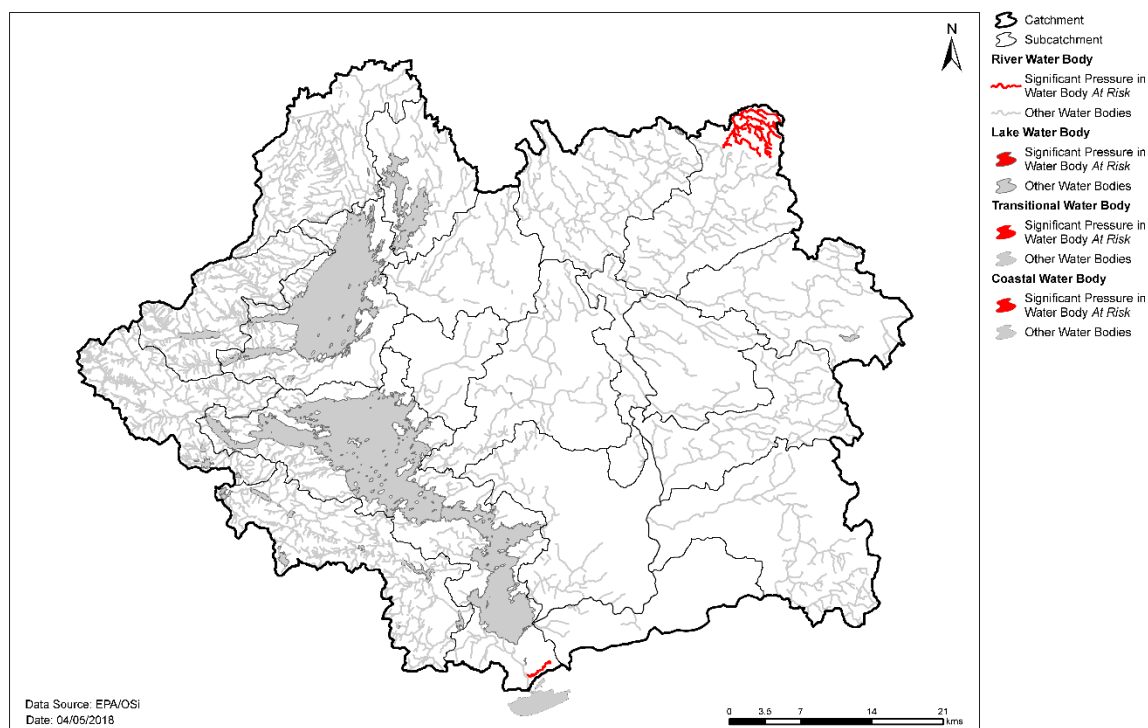 N
Catchment
Subcatchment
River Water Body
Significant Pressure in
Water Body At Risk
Other Water Bodies
Lake Water Body
Significant Pressure in
Water Body At Risk
Other Water Bodies
Transitional Water Body
Significant Pressure in
Water Body At Risk
Other Water Bodies
Coastal Water Body
Significant Pressure in
Water Body At Risk
Other Water Bodies
Data Source: EPA/OSi
Date: 04/05/2018
0 3.5 7 14 21
kms